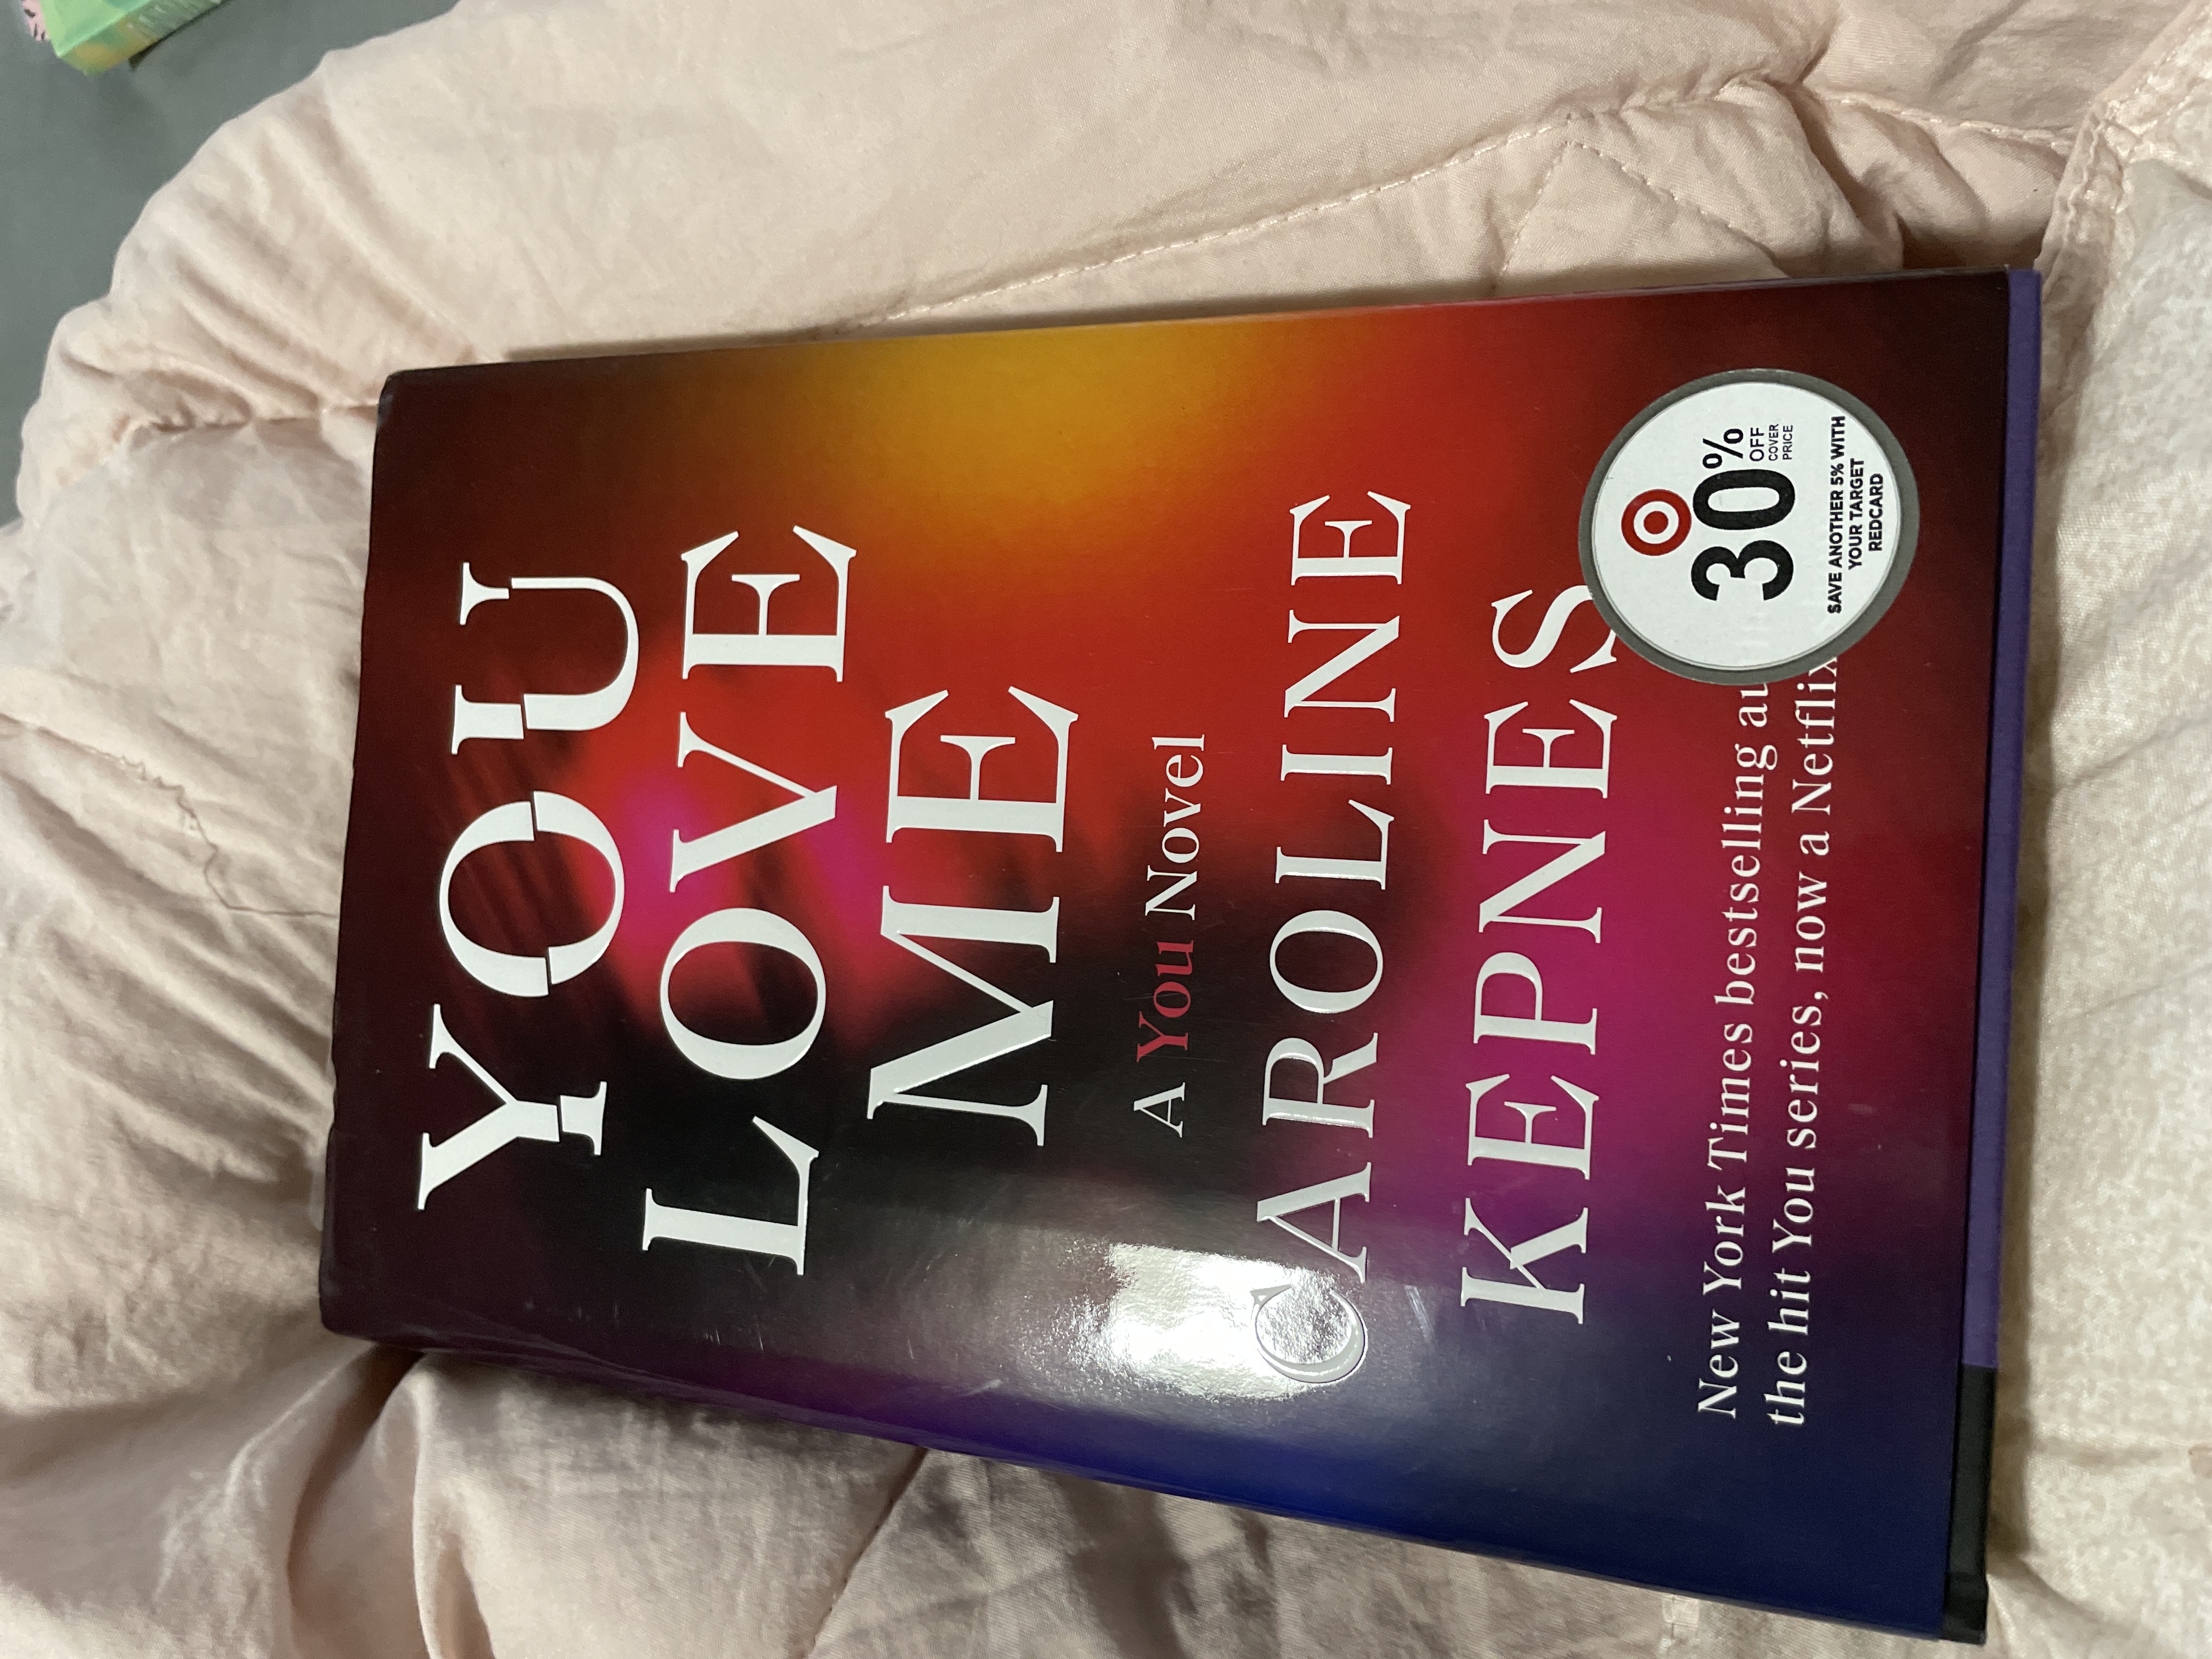 YOU
LOVE
ME
A You Novel
CAROLINE
KEPNES
New York Times bestselling
the hit You series, now a Netflix
30%
OFF
COVER
PRICE
SAVE ANOTHER 5% WITH
YOUR TARGET
REDCARD